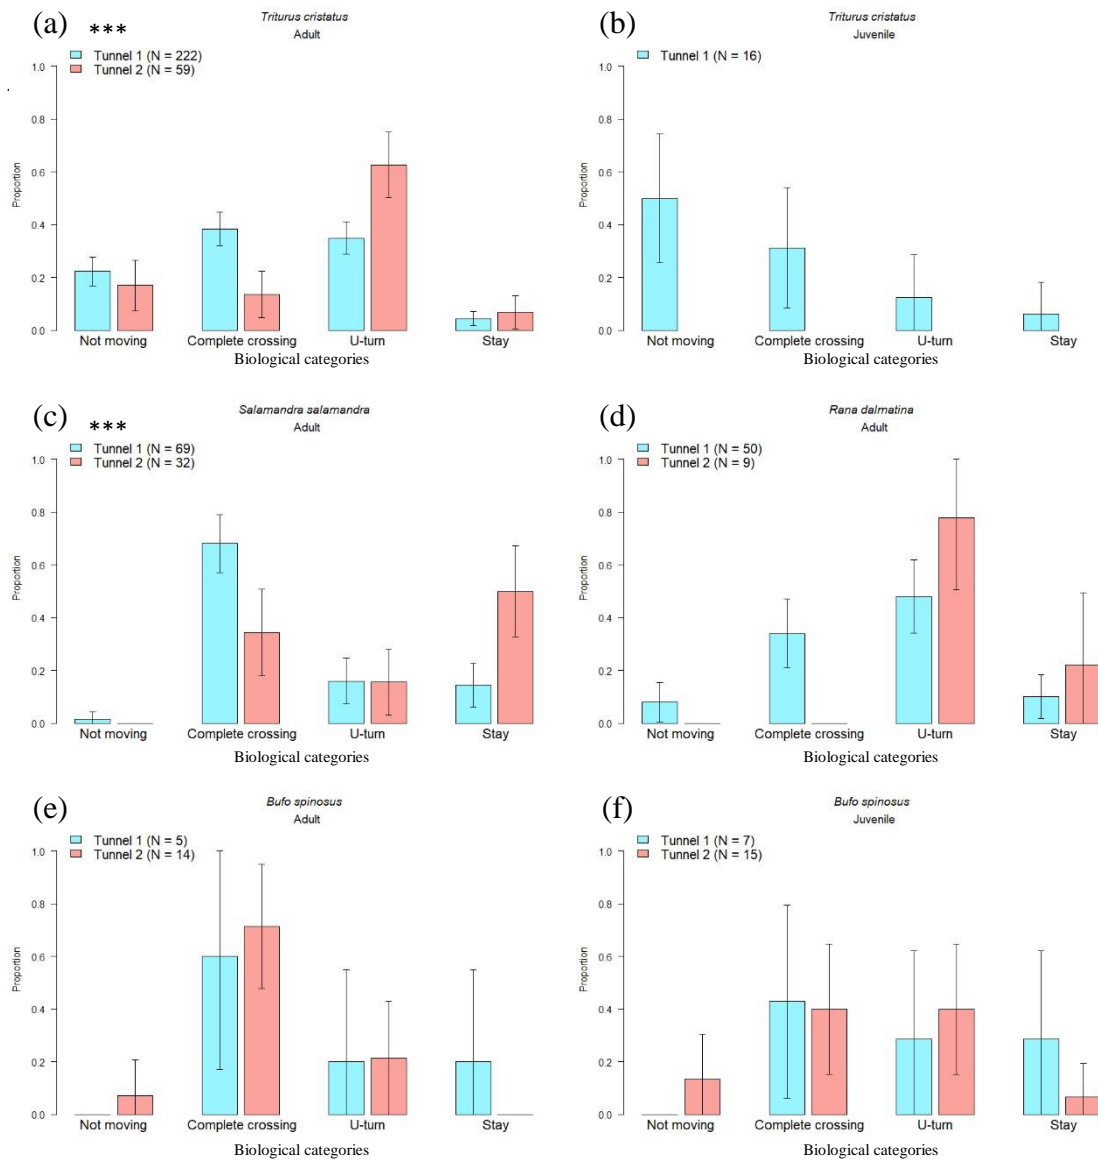 (a) ***
Triturus cristatus
Adult
Tunnel 1 (N = 222)
Tunnel 2 (N = 59)
1.0
0.8
0.6
0.4
0.2
0.0
Proportion
Not moving Complete crossing U-turn Stay
Biological categories
(b)
Triturus cristatus
Juvenile
Tunnel 1 (N = 16)
1.0
0.8
0.6
0.4
0.2
0.0
Proportion
Not moving Complete crossing U-turn Stay
Biological categories
(c) ***
Salamandra salamandra
Adult
Tunnel 1 (N = 69)
Tunnel 2 (N = 32)
1.0
0.8
0.6
0.4
0.2
0.0
Proportion
Not moving Complete crossing U-turn Stay
Biological categories
(d)
Rana dalmatina
Adult
Tunnel 1 (N = 50)
Tunnel 2 (N = 9)
1.0
0.8
0.6
0.4
0.2
0.0
Proportion
Not moving Complete crossing U-turn Stay
Biological categories
(e)
Bufo spinosus
Adult
Tunnel 1 (N = 5)
Tunnel 2 (N = 14)
1.0
0.8
0.6
0.4
0.2
0.0
Proportion
Not moving Complete crossing U-turn Stay
Biological categories
(f)
Bufo spinosus
Juvenile
Tunnel 1 (N = 7)
Tunnel 2 (N = 15)
1.0
0.8
0.6
0.4
0.2
0.0
Proportion
Not moving Complete crossing U-turn Stay
Biological categories